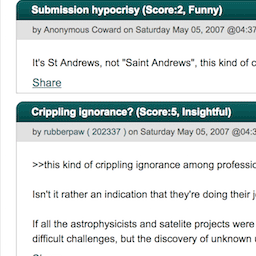 Submission hypocrisy (Score:2, Funny)
by Anonymous Coward on Saturday May 05, 2007 @04:37
It's St Andrews, not "Saint Andrews", this kind of c
Share
Crippling ignorance? (Score:5, Insightful)
by rubberpaw ( 202337 ) on Saturday May 05, 2007 @04:3
>>this kind of crippling ignorance among professio
Isn't it rather an indication that they're doing their j
If all the astrophysicists and satelite projects were
difficult challenges, but the discovery of unknown